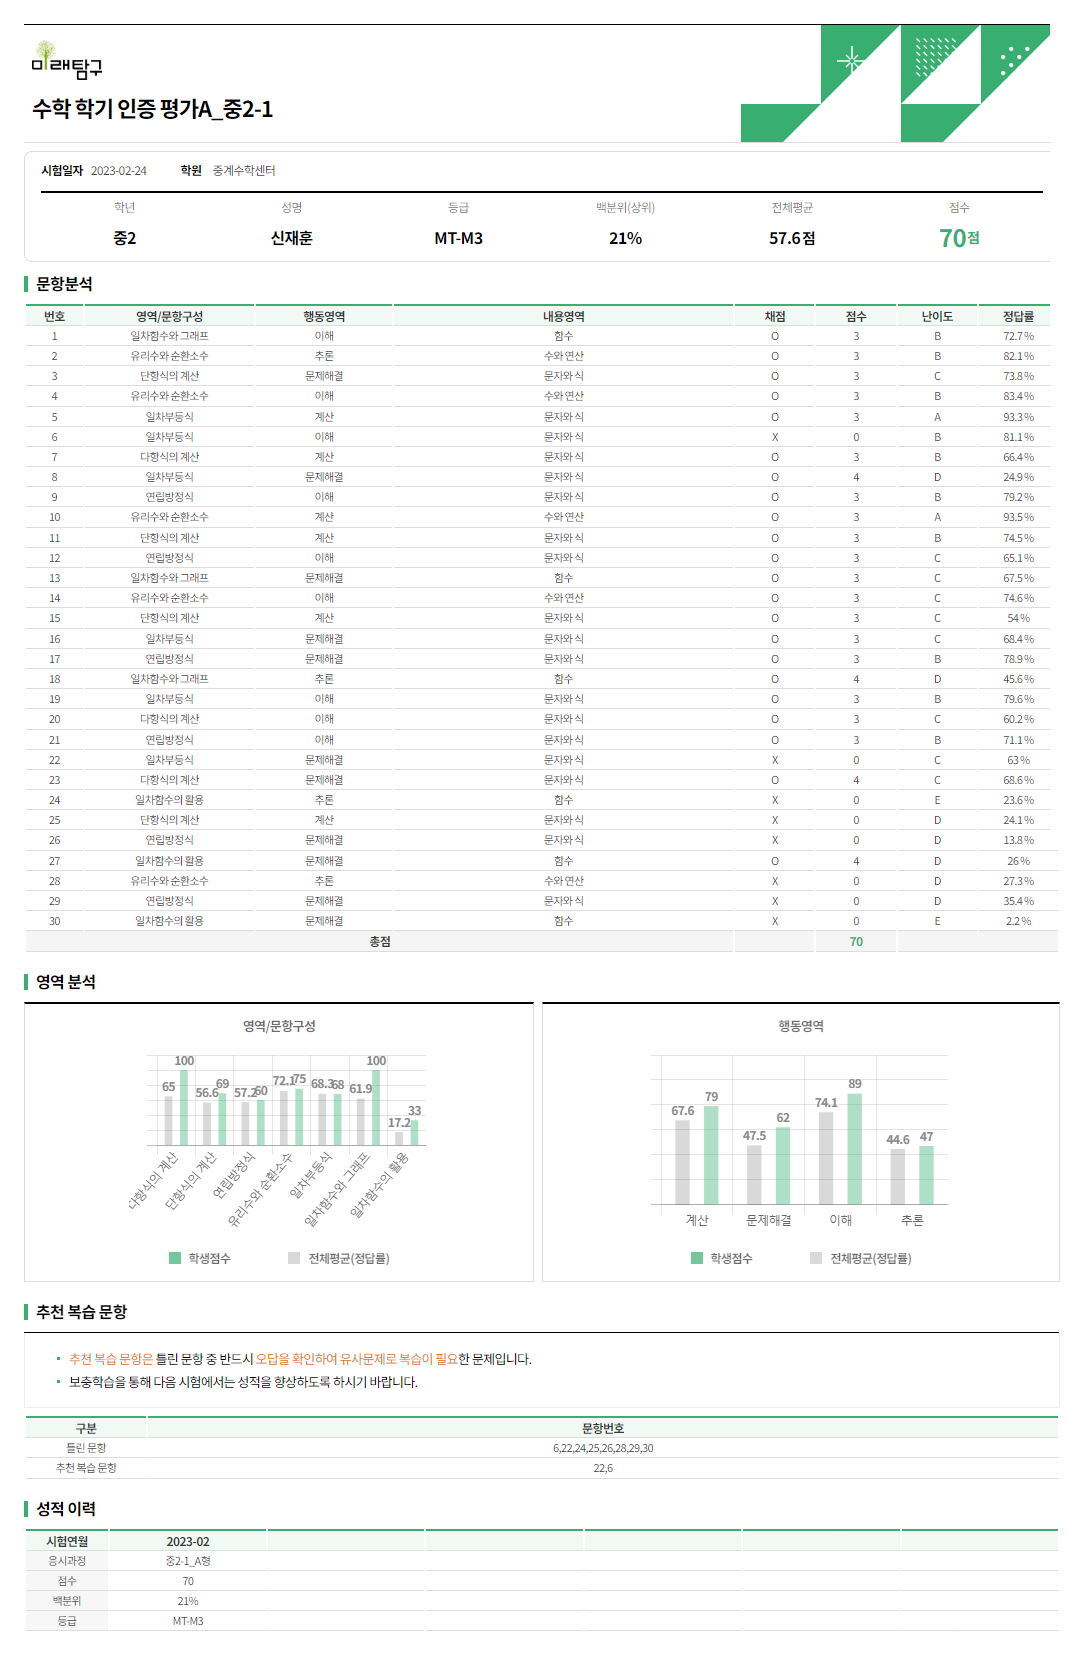 미래탐구
수학 학기 인증 평가A_중2-1
시험일자 2023-02-24 학원 중계수학센터
학년 성명 등급 백분위(상위) 전체평균 점수
중2 신재훈 MT-M3 21% 57.6점 70점
문항분석
번호 영역/문항구성 행동영역 내용영역 채점 점수 난이도 정답률
1 일차함수와 그래프 이해 함수 O 3 B 72.7%
2 유리수와 순환소수 추론 수와 연산 O 3 B 82.1%
3 단항식의 계산 문제해결 문자와 식 O 3 C 73.8%
4 유리수와 순환소수 이해 수와 연산 O 3 B 83.4%
5 일차부등식 계산 문자와 식 O 3 A 93.3%
6 일차부등식 이해 문자와 식 X 0 B 81.1%
7 다항식의 계산 계산 문자와 식 O 3 B 66.4%
8 일차부등식 문제해결 문자와 식 O 4 D 24.9%
9 연립방정식 이해 문자와 식 O 3 B 79.2%
10 유리수와 순환소수 계산 수와 연산 O 3 A 93.5%
11 단항식의 계산 계산 문자와 식 O 3 B 74.5%
12 연립방정식 이해 문자와 식 O 3 C 65.1%
13 일차함수와 그래프 문제해결 함수 O 3 C 67.5%
14 유리수와 순환소수 이해 수와 연산 O 3 C 74.6%
15 단항식의 계산 계산 문자와 식 O 3 C 54%
16 일차부등식 문제해결 문자와 식 O 3 C 68.4%
17 연립방정식 문제해결 문자와 식 O 3 B 78.9%
18 일차함수와 그래프 추론 함수 O 4 D 45.6%
19 일차부등식 이해 문자와 식 O 3 B 79.6%
20 다항식의 계산 이해 문자와 식 O 3 C 60.2%
21 연립방정식 이해 문자와 식 O 3 B 71.1%
22 일차부등식 문제해결 문자와 식 X 0 C 63%
23 다항식의 계산 문제해결 문자와 식 O 4 C 68.6%
24 일차함수의 활용 추론 함수 X 0 E 23.6%
25 단항식의 계산 계산 문자와 식 X 0 D 24.1%
26 연립방정식 문제해결 문자와 식 X 0 D 13.8%
27 일차함수의 활용 문제해결 함수 O 4 D 26%
28 유리수와 순환소수 추론 수와 연산 X 0 D 27.3%
29 연립방정식 문제해결 문자와 식 X 0 D 35.4%
30 일차함수의 활용 문제해결 함수 X 0 E 2.2%
총점 70
영역 분석
영역/문항구성
65 100 56.6 69 57.2 60 72.1 75 68.3 68 61.9 100 17.2 33
다항식의 계산 단항식의 계산 연립방정식 유리수와 순환소수 일차부등식 일차함수와 그래프 일차함수의 활용
학생점수 전체평균(정답률)
행동영역
67.6 79 47.5 62 74.1 89 44.6 47
계산 문제해결 이해 추론
학생점수 전체평균(정답률)
추천 복습 문항
추천 복습 문항은 틀린 문항 중 반드시 오답을 확인하여 유사문제로 복습이 필요한 문제입니다.
보충학습을 통해 다음 시험에서는 성적을 향상하도록 하시기 바랍니다.
구분 문항번호
틀린 문항 6,22,24,25,26,28,29,30
추천 복습 문항 22,6
성적 이력
시험연월 2023-02
응시과정 중2-1_A형
점수 70
백분위 21%
등급 MT-M3